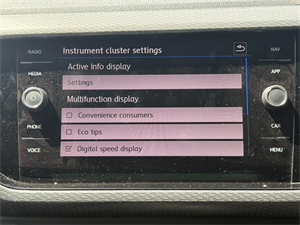 RADIO
Instrument cluster settings
NAV
Active Info display
MEDIA
Settings
APP
Multifunction display
Convenience consumers
PHONE
Eco tips
CAR
VOICE
Digital speed display
MENU